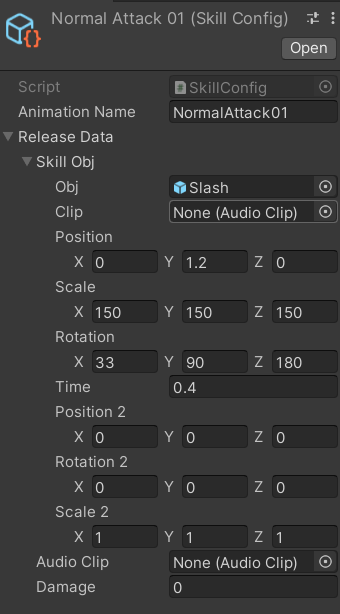 Normal Attack 01 (Skill Config)
Open
Script SkillConfig
Animation Name NormalAttack01
Release Data
Skill Obj
Obj Slash
Clip None (Audio Clip)
Position
X 0 Y 1.2 Z 0
Scale
X 150 Y 150 Z 150
Rotation
X 33 Y 90 Z 180
Time 0.4
Position 2
X 0 Y 0 Z 0
Rotation 2
X 0 Y 0 Z 0
Scale 2
X 1 Y 1 Z 1
Audio Clip None (Audio Clip)
Damage 0